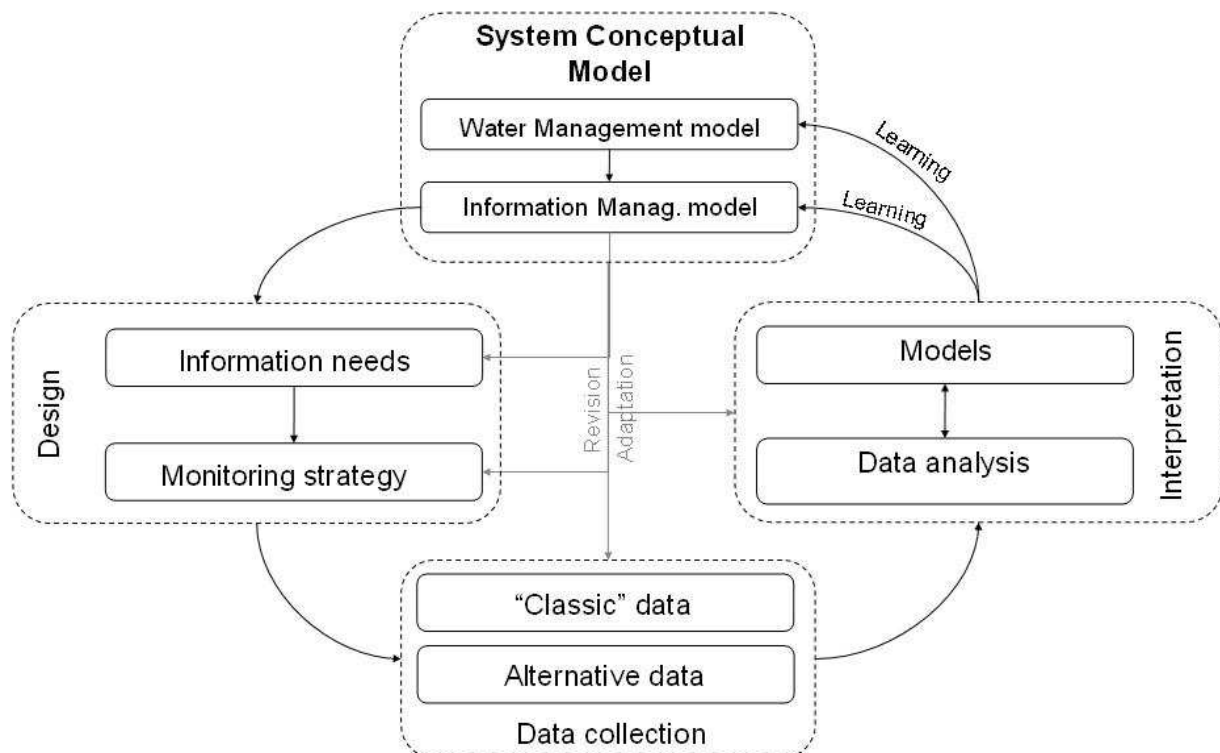 System Conceptual
Model
Water Management model
Information Manag. model
Learning
Learning
Design
Information needs
Monitoring strategy
Revision
Adaptation
Models
Data analysis
Interpretation
“Classic” data
Alternative data
Data collection